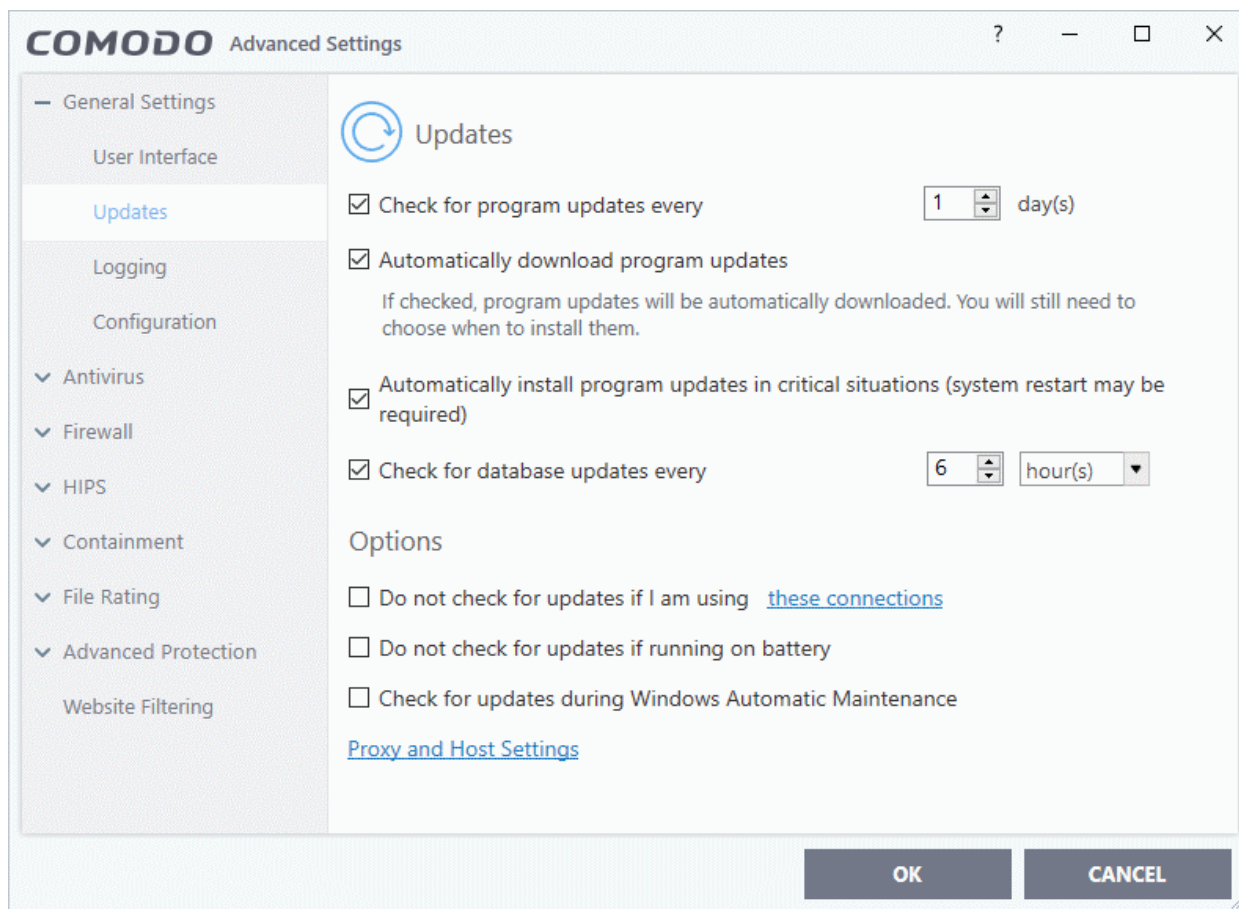 COMODO Advanced Settings ?
General Settings
User Interface
Updates
Logging
Configuration
Antivirus
Firewall
HIPS
Containment
File Rating
Advanced Protection
Website Filtering
Updates
Check for program updates every 1 day(s)
Automatically download program updates
If checked, program updates will be automatically downloaded. You will still need to
choose when to install them.
Automatically install program updates in critical situations (system restart may be
required)
Check for database updates every 6 hour(s)
Options
Do not check for updates if I am using these connections
Do not check for updates if running on battery
Check for updates during Windows Automatic Maintenance
Proxy and Host Settings
OK CANCEL